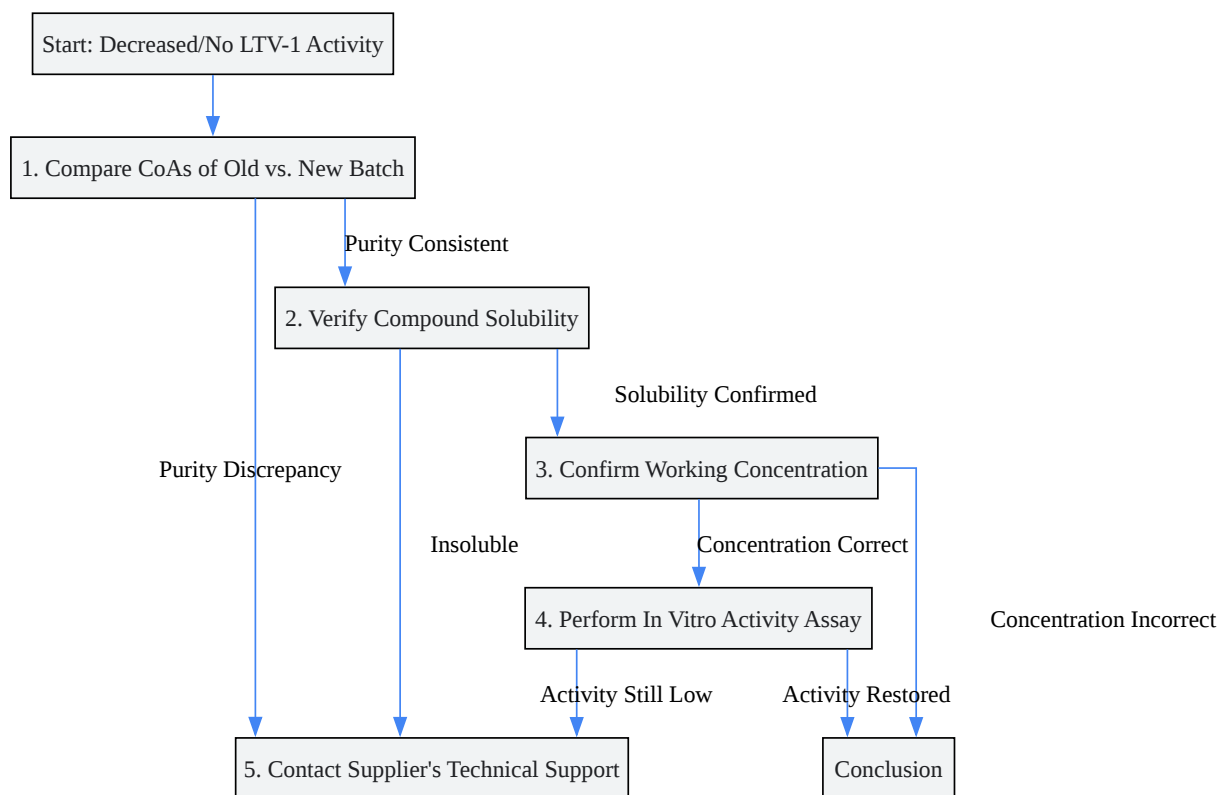 Start: Decreased/No LTV-1 Activity
1. Compare CoAs of Old vs. New Batch
Purity Consistent
2. Verify Compound Solubility
Solubility Confirmed
Purity Discrepancy
3. Confirm Working Concentration
Insoluble
Concentration Correct
4. Perform In Vitro Activity Assay
Concentration Incorrect
Activity Still Low
Activity Restored
5. Contact Supplier's Technical Support
Conclusion